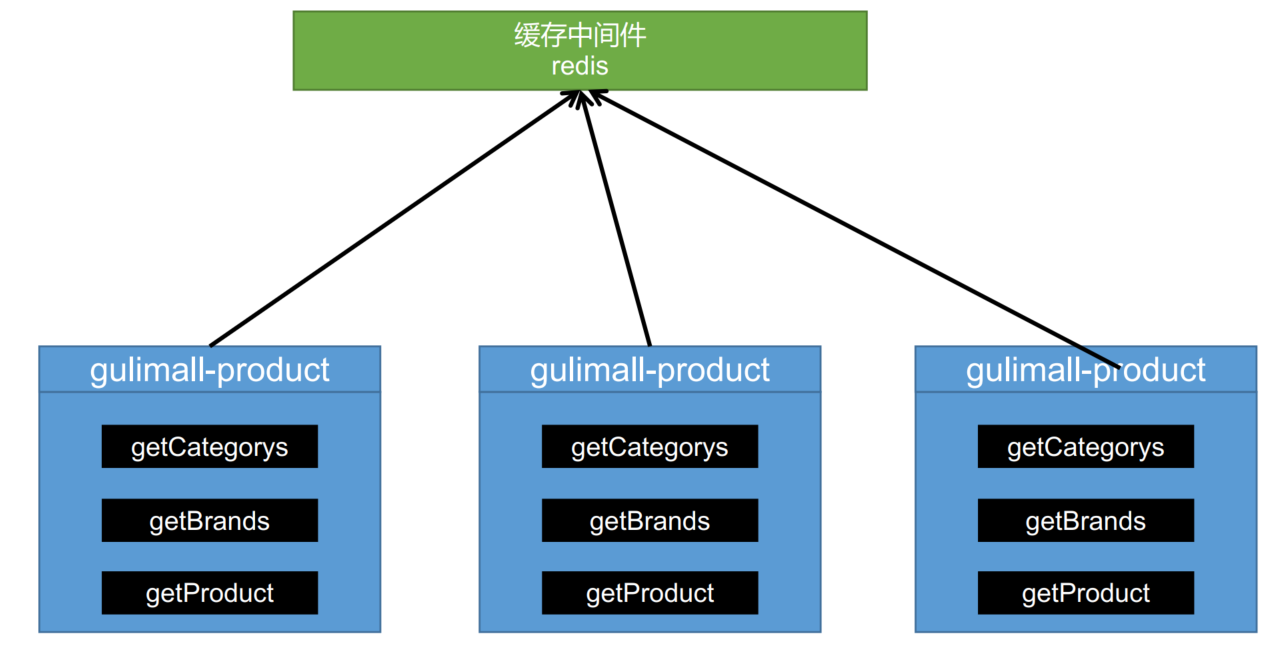 缓存中间件
redis
gulimall-product
getCategorys
getBrands
getProduct
gulimall-product
getCategorys
getBrands
getProduct
gulimall-product
getCategorys
getBrands
getProduct